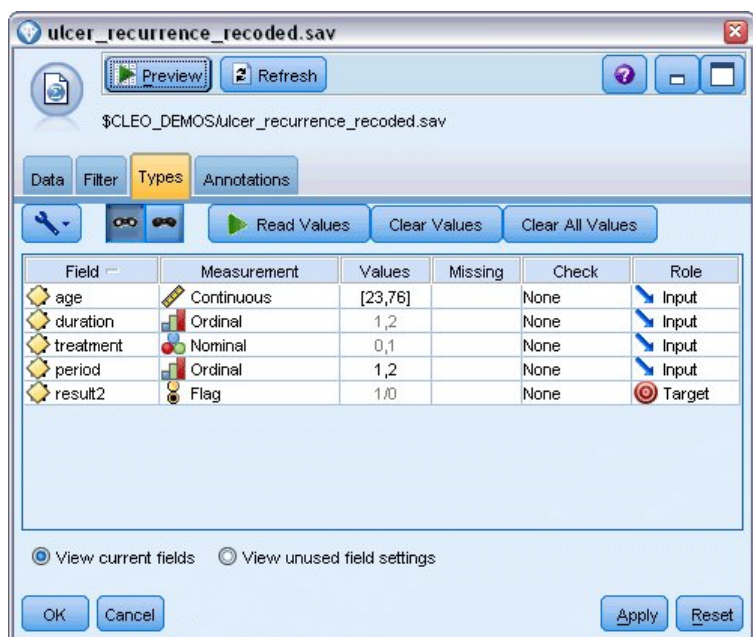 ulcer_recurrence_recoded.sav
Preview Refresh
$CLEO_DEMOS/ulcer_recurrence_recoded.sav
Data Filter Types Annotations
Read Values Clear Values Clear All Values
Field Measurement Values Missing Check Role
age Continuous [23,76] None Input
duration Ordinal 1,2 None Input
treatment Nominal 0,1 None Input
period Ordinal 1,2 None Input
result2 Flag 1/0 None Target
View current fields View unused field settings
OK Cancel Apply Reset